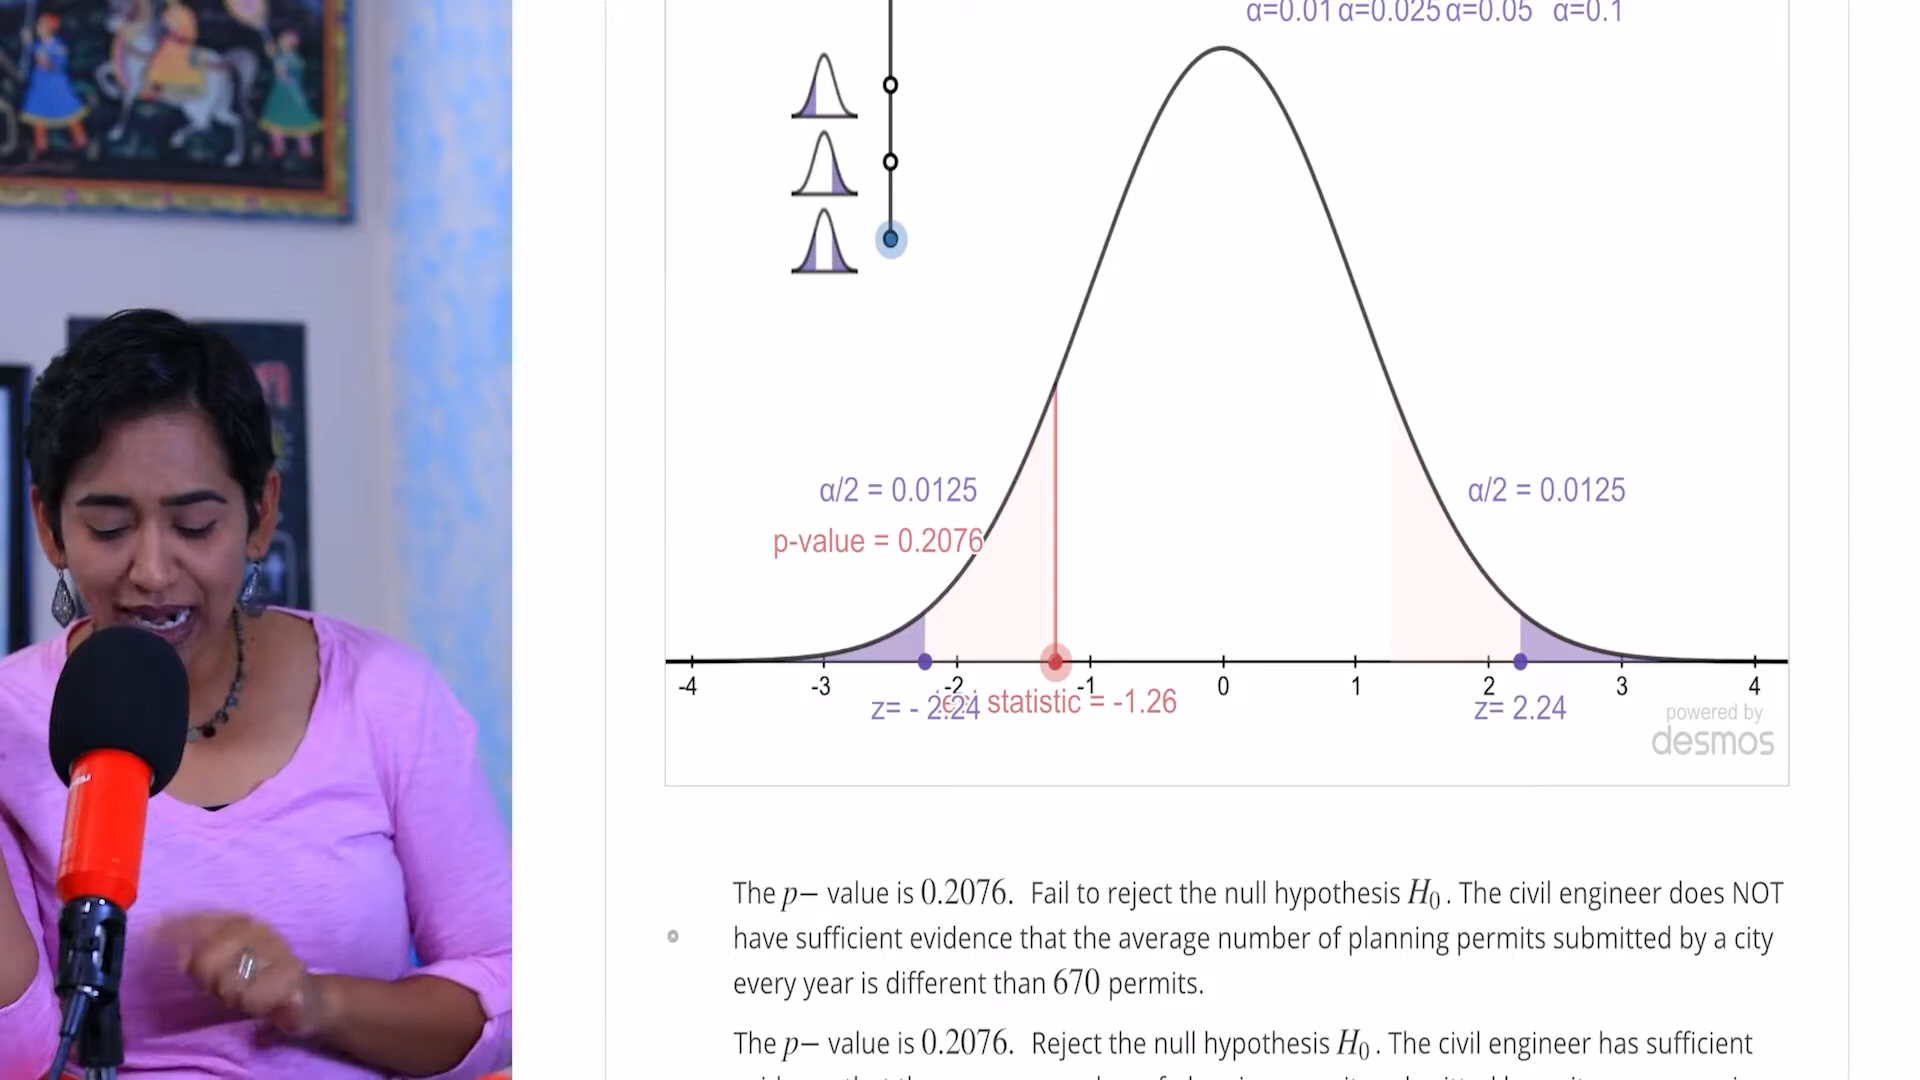 α=0.01 α=0.025 α=0.05 α=0.1
α/2 = 0.0125
α/2 = 0.0125
p-value = 0.2076
-4 -3 -2 -1 0 1 2 3 4
z= - 2.24
statistic = -1.26
z= 2.24
powered by
desmos
The p– value is 0.2076. Fail to reject the null hypothesis H₀. The civil engineer does NOT
have sufficient evidence that the average number of planning permits submitted by a city
every year is different than 670 permits.
The p– value is 0.2076. Reject the null hypothesis H₀. The civil engineer has sufficient